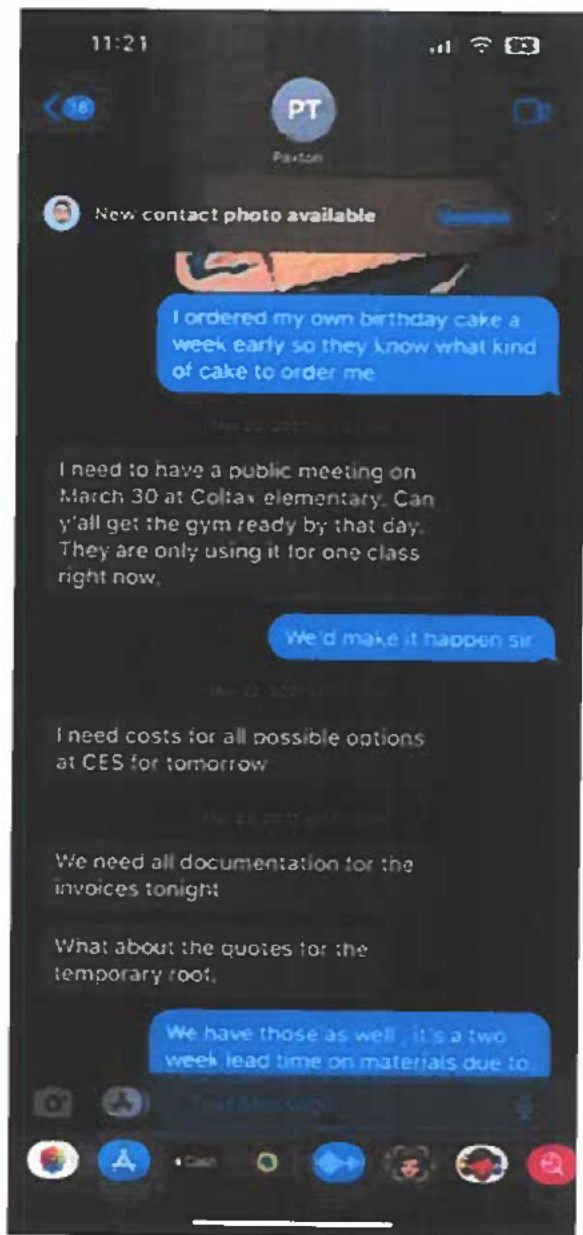 11:21
93
16
PT
Paxton
New contact photo available
I ordered my own birthday cake a
week early so they know what kind
of cake to order me
I need to have a public meeting on
March 30 at Colfax elementary. Can
y'all get the gym ready by that day.
They are only using it for one class
right now.
We'd make it happen sir
I need costs for all possible options
at CES for tomorrow
We need all documentation for the
invoices tonight
What about the quotes for the
temporary roof.
We have those as well , it's a two
week lead time on materials due to
Text Message
Cash